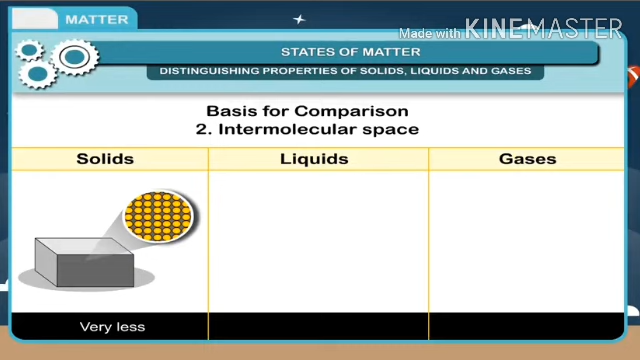 MATTER
Made with KINEMASTER
STATES OF MATTER
DISTINGUISHING PROPERTIES OF SOLIDS, LIQUIDS AND GASES
Basis for Comparison
2. Intermolecular space
Solids Liquids Gases
Very less